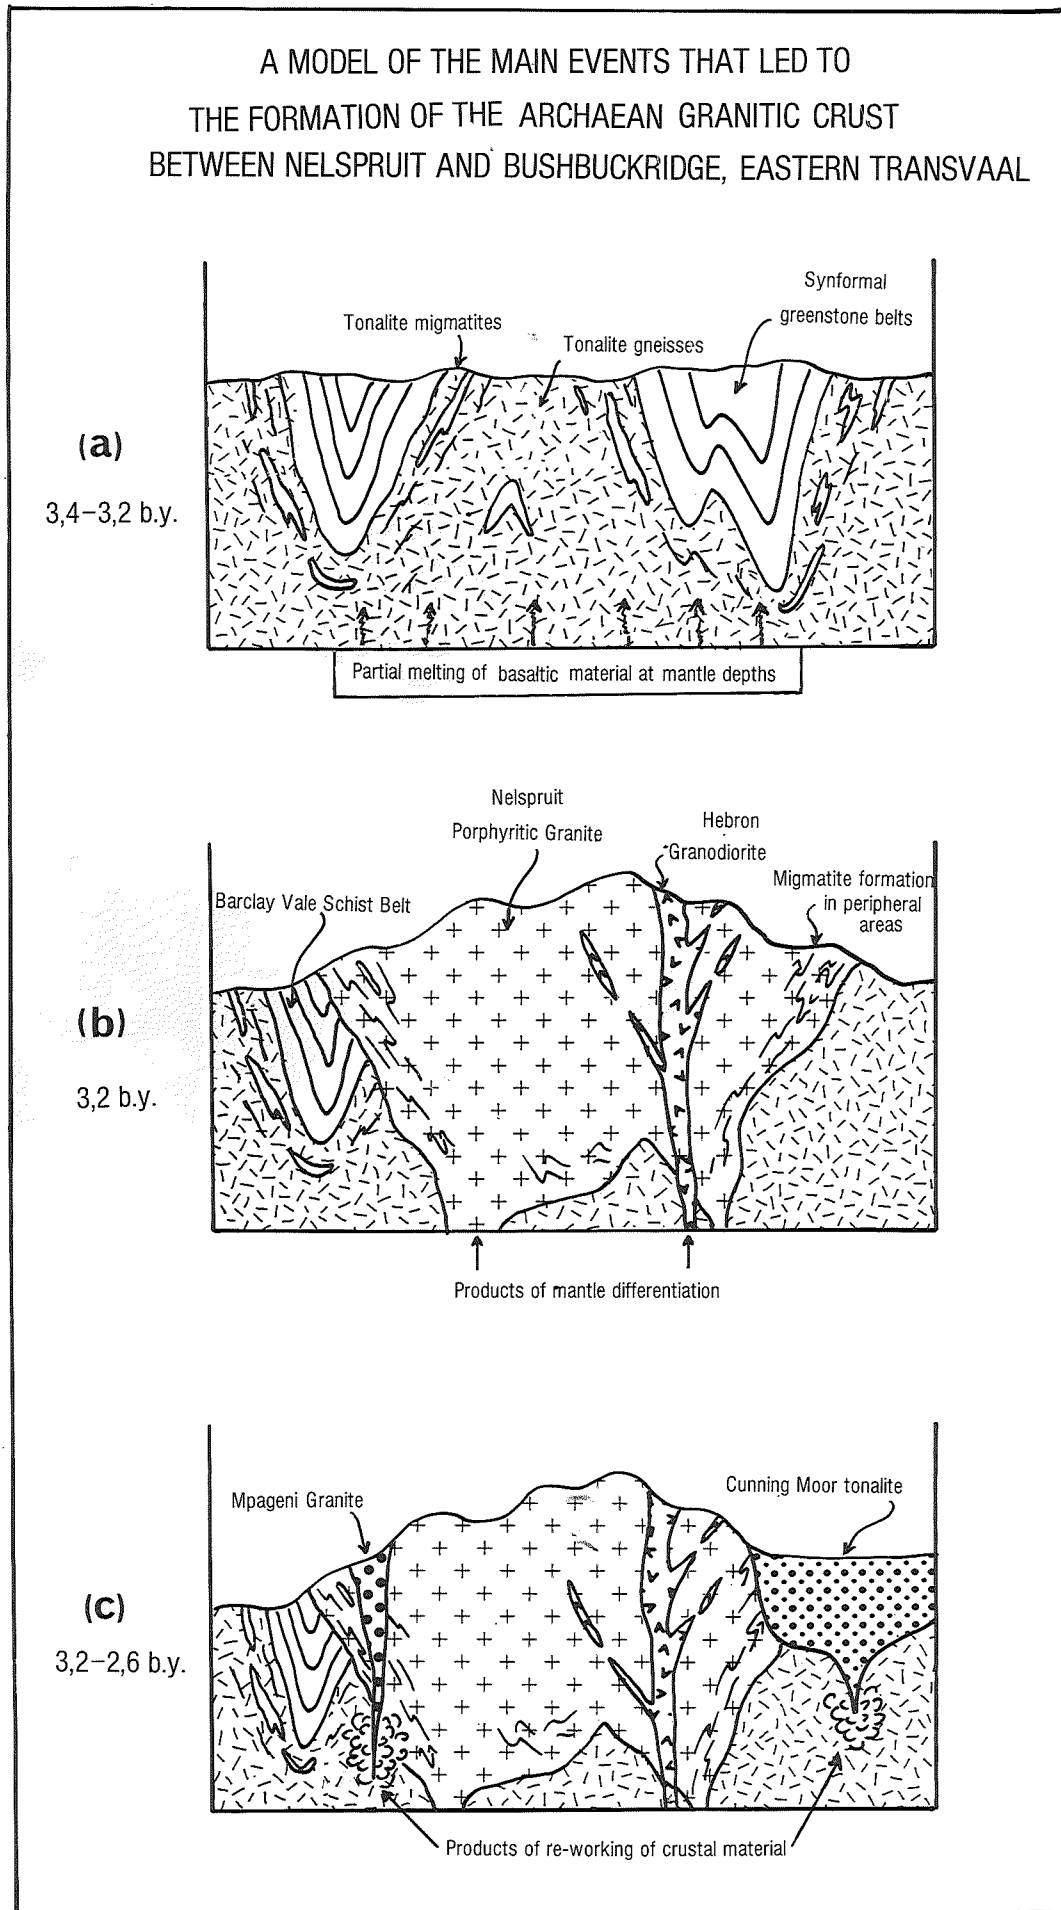 A MODEL OF THE MAIN EVENTS THAT LED TO
THE FORMATION OF THE ARCHAEAN GRANITIC CRUST
BETWEEN NELSPRUIT AND BUSHBUCKRIDGE, EASTERN TRANSVAAL
Synformal
greenstone belts
Tonalite migmatites
Tonalite gneisses
(a)
3,4–3,2 b.y.
Partial melting of basaltic material at mantle depths
Nelspruit
Porphyritic Granite
Hebron
Granodiorite
Migmatite formation
in peripheral
areas
Barclay Vale Schist Belt
(b)
3,2 b.y.
Products of mantle differentiation
Mpageni Granite
Cunning Moor tonalite
(c)
3,2–2,6 b.y.
Products of re-working of crustal material